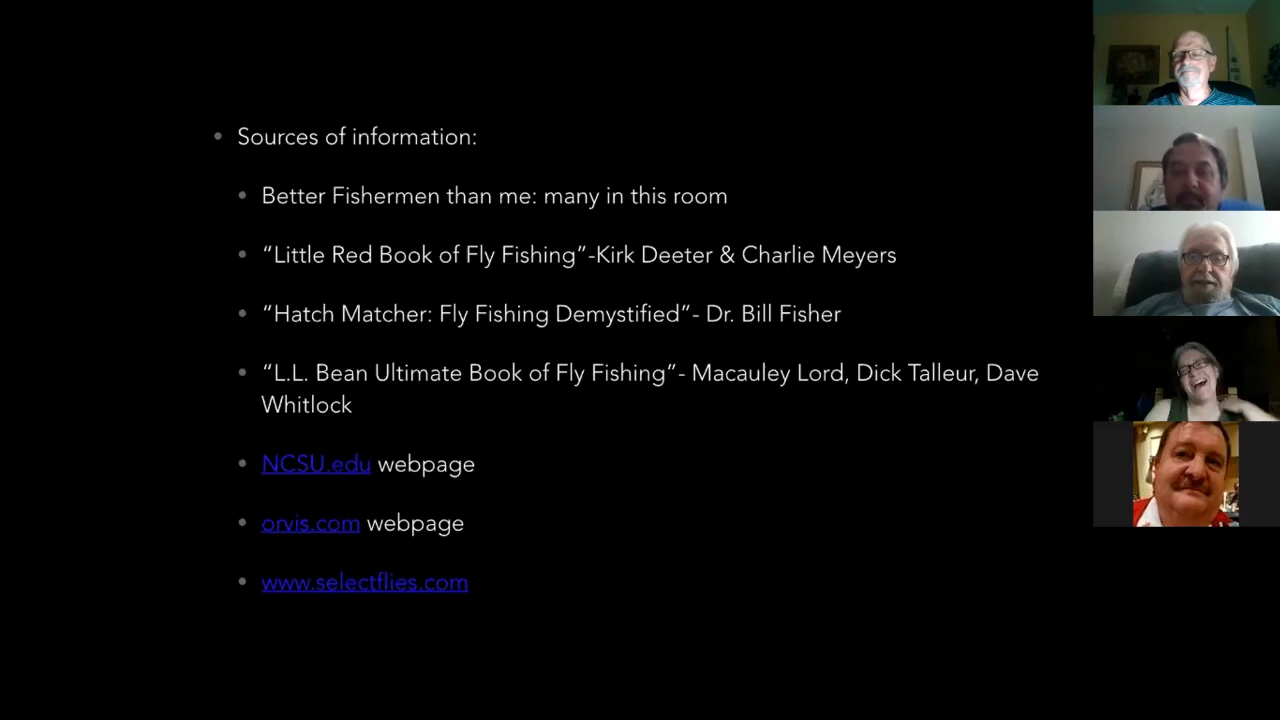 Sources of information:
Better Fishermen than me: many in this room
“Little Red Book of Fly Fishing”-Kirk Deeter & Charlie Meyers
“Hatch Matcher: Fly Fishing Demystified”- Dr. Bill Fisher
“L.L. Bean Ultimate Book of Fly Fishing”- Macauley Lord, Dick Talleur, Dave
Whitlock
NCSU.edu webpage
orvis.com webpage
www.selectflies.com